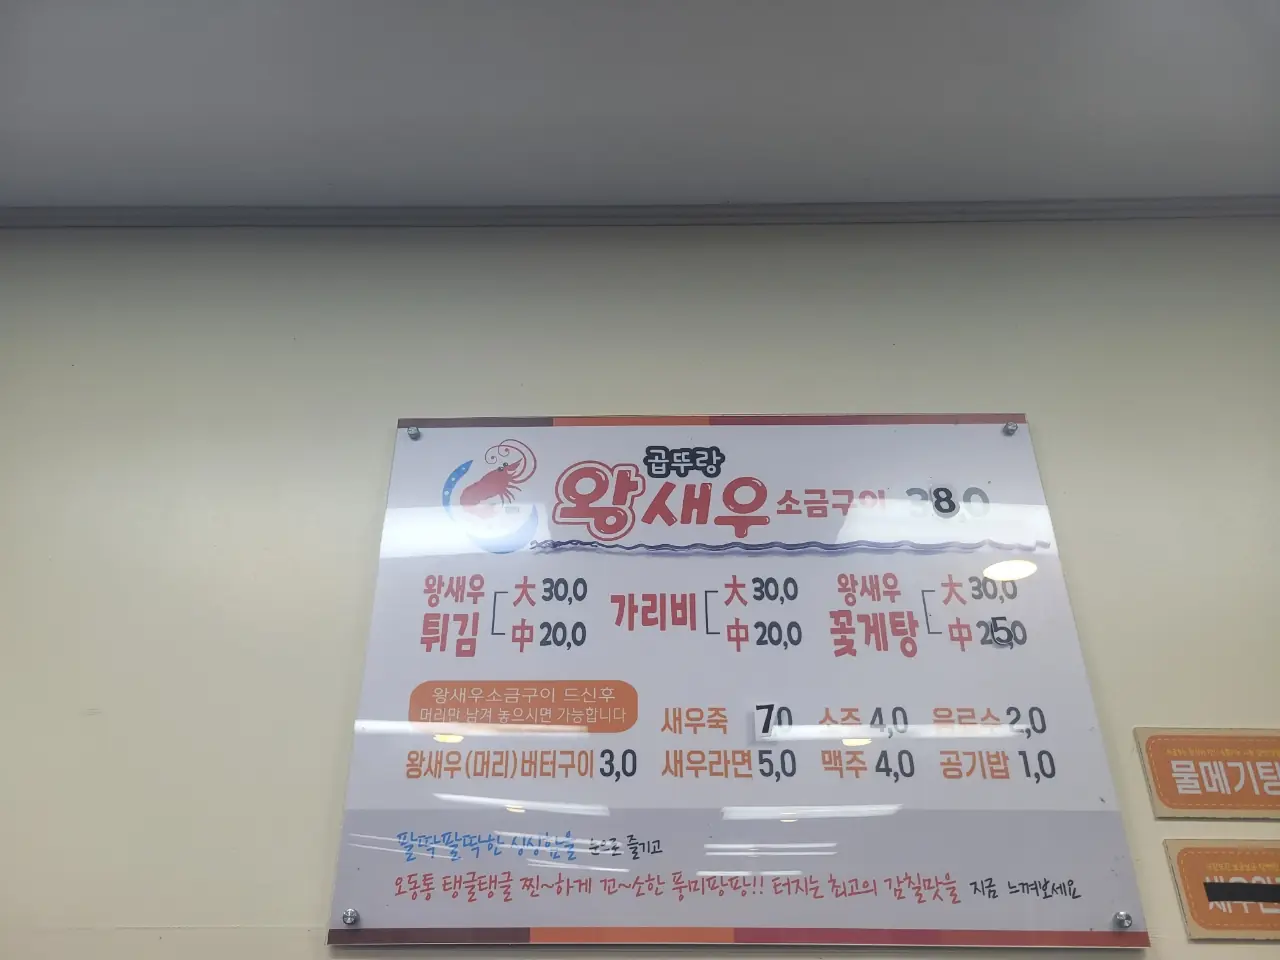 곱뚜랑
왕새우 소금구이 38,0
왕새우 튀김 大 30,0 中 20,0
가리비 大 30,0 中 20,0
왕새우 꽃게탕 大 30,0 中 250
왕새우소금구이 드신후
머리만 남겨 놓으시면 가능합니다
새우죽 70 소주 4,0 음료수 2,0
왕새우(머리)버터구이 3,0 새우라면 5,0 맥주 4,0 공기밥 1,0
팔딱팔딱한 싱싱함을 눈으로 즐기고
오동통 탱글탱글 찐~하게 꼬~소한 풍미팡팡!! 터지는 최고의 감칠맛을 지금 느껴보세요
물메기탕